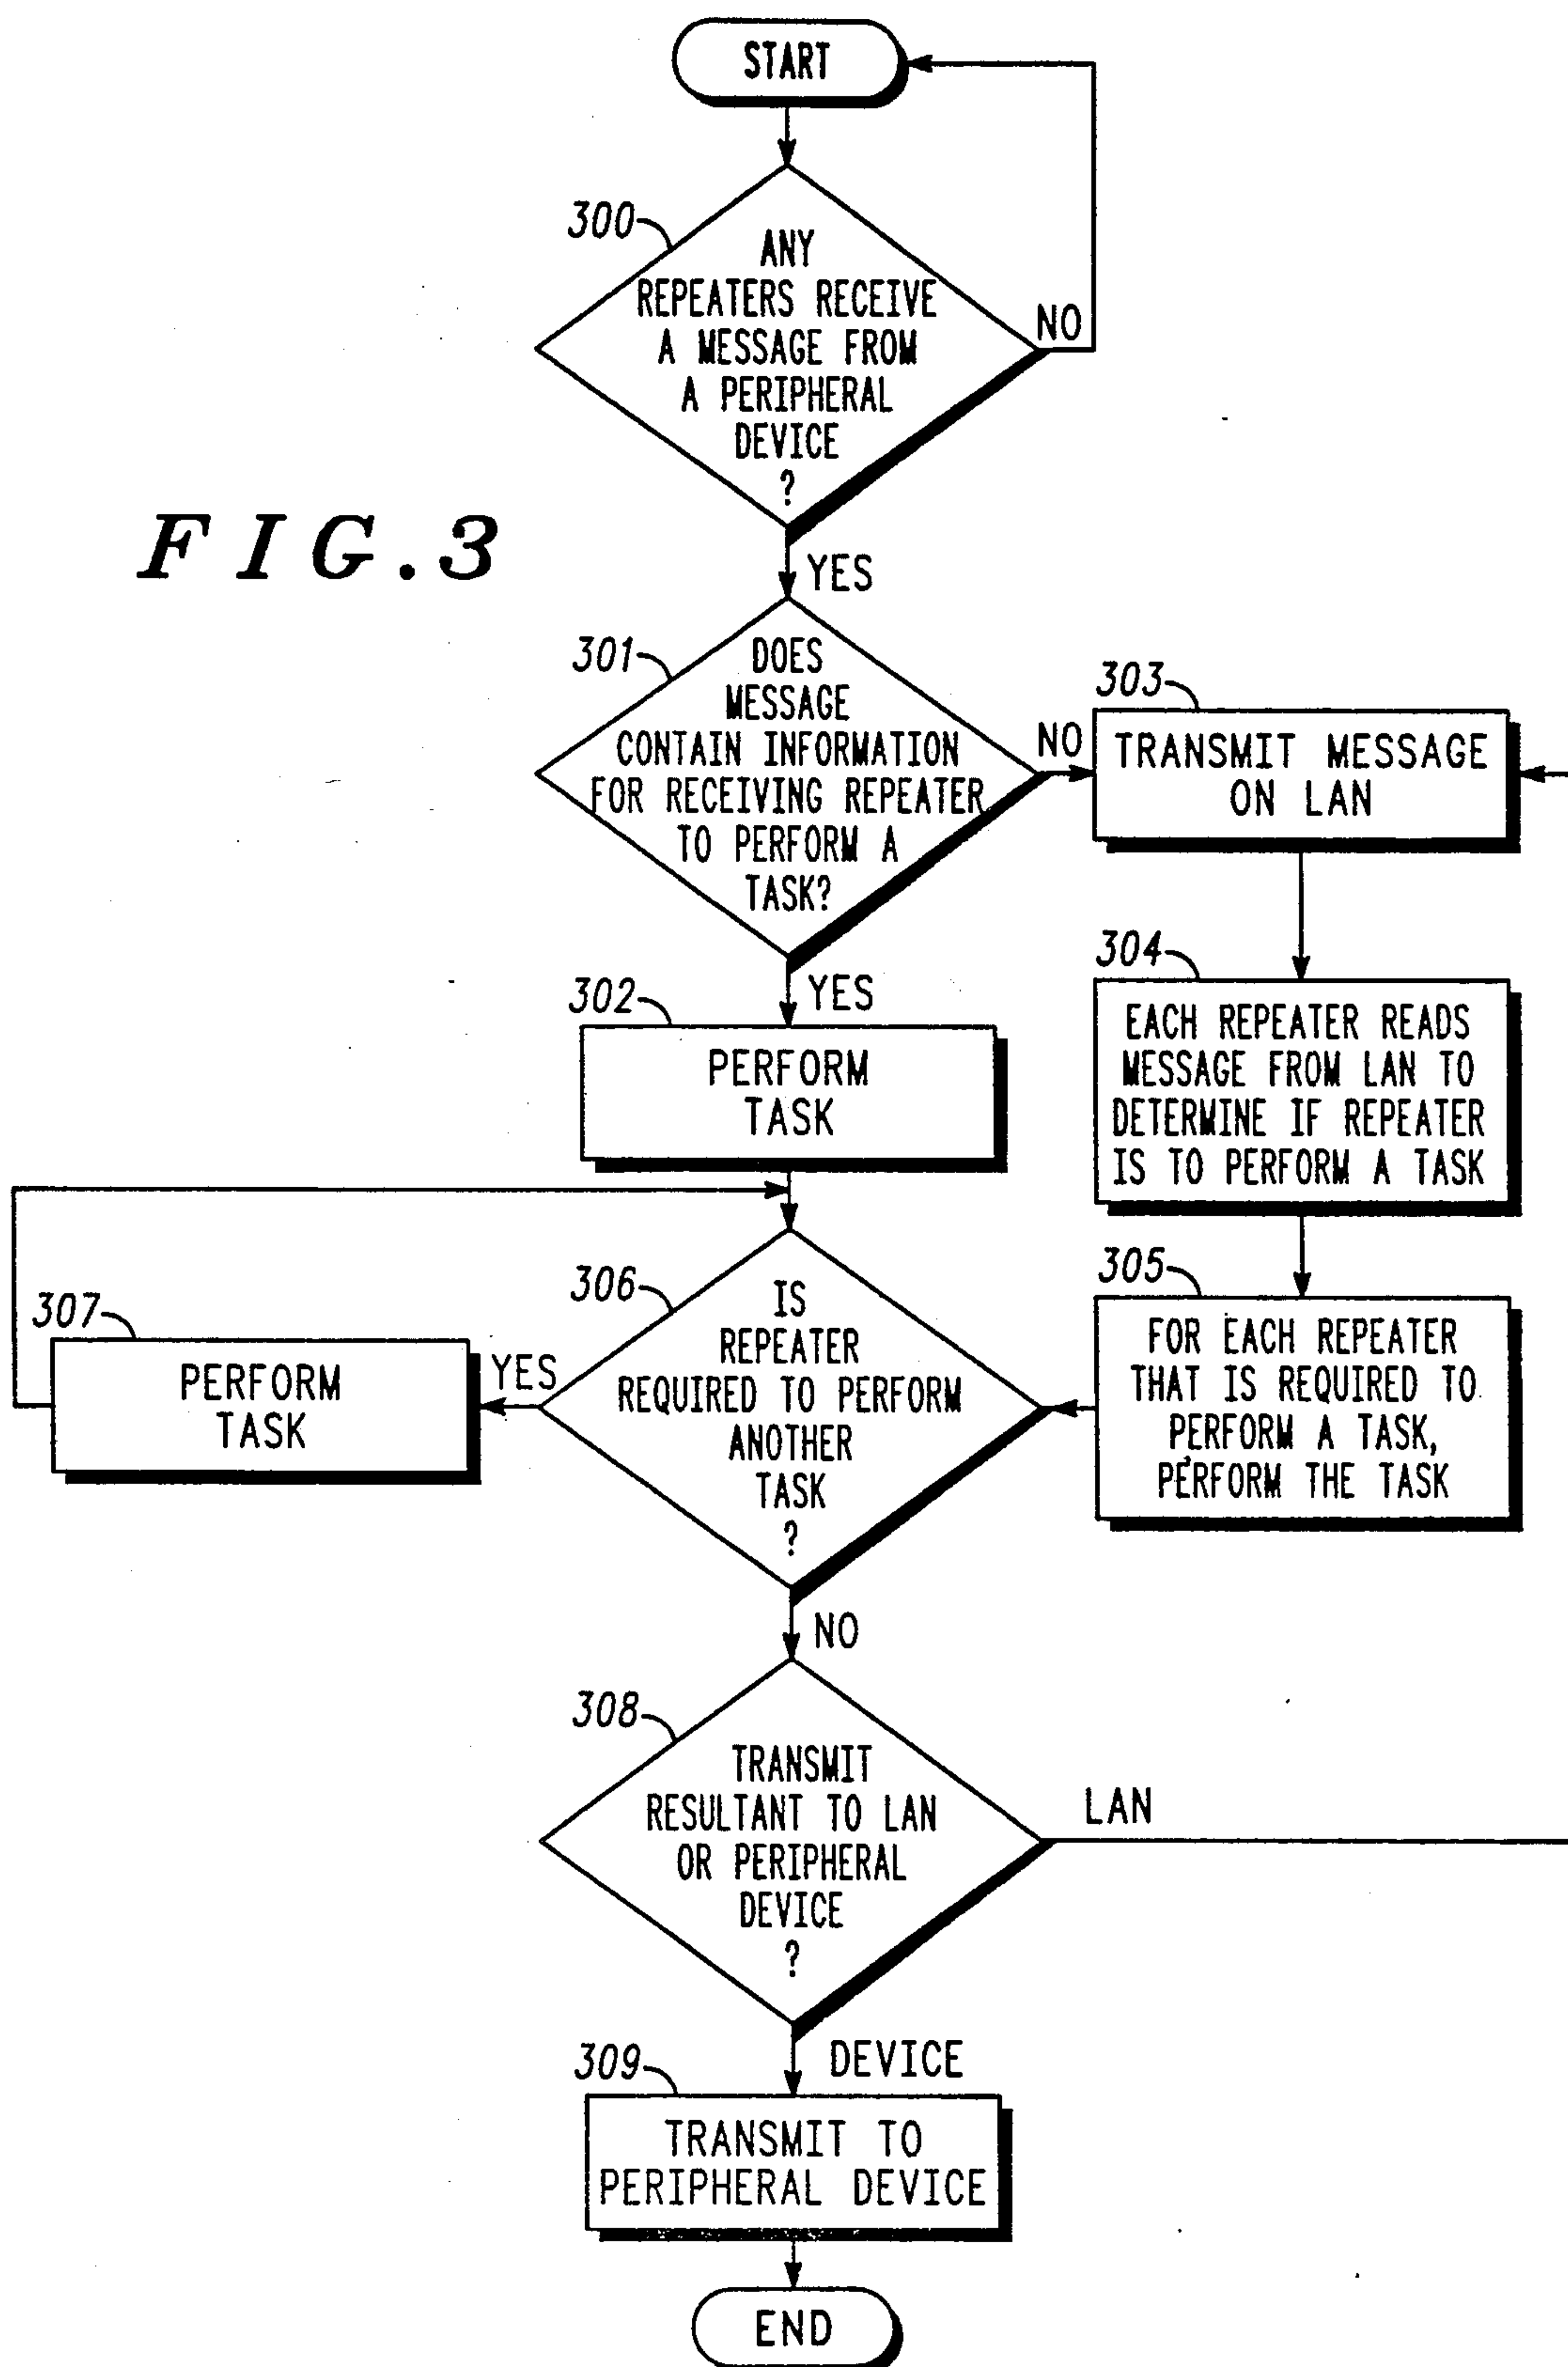 START
300
ANY
REPEATERS RECEIVE
A MESSAGE FROM
A PERIPHERAL
DEVICE
?
NO
FIG.3
YES
301
DOES
MESSAGE
CONTAIN INFORMATION
FOR RECEIVING REPEATER
TO PERFORM A
TASK?
NO
303
TRANSMIT MESSAGE
ON LAN
YES
302
PERFORM
TASK
304
EACH REPEATER READS
MESSAGE FROM LAN TO
DETERMINE IF REPEATER
IS TO PERFORM A TASK
305
FOR EACH REPEATER
THAT IS REQUIRED TO
PERFORM A TASK,
PERFORM THE TASK
306
IS
REPEATER
REQUIRED TO PERFORM
ANOTHER
TASK
?
YES
307
PERFORM
TASK
NO
308
TRANSMIT
RESULTANT TO LAN
OR PERIPHERAL
DEVICE
?
LAN
DEVICE
309
TRANSMIT TO
PERIPHERAL DEVICE
END